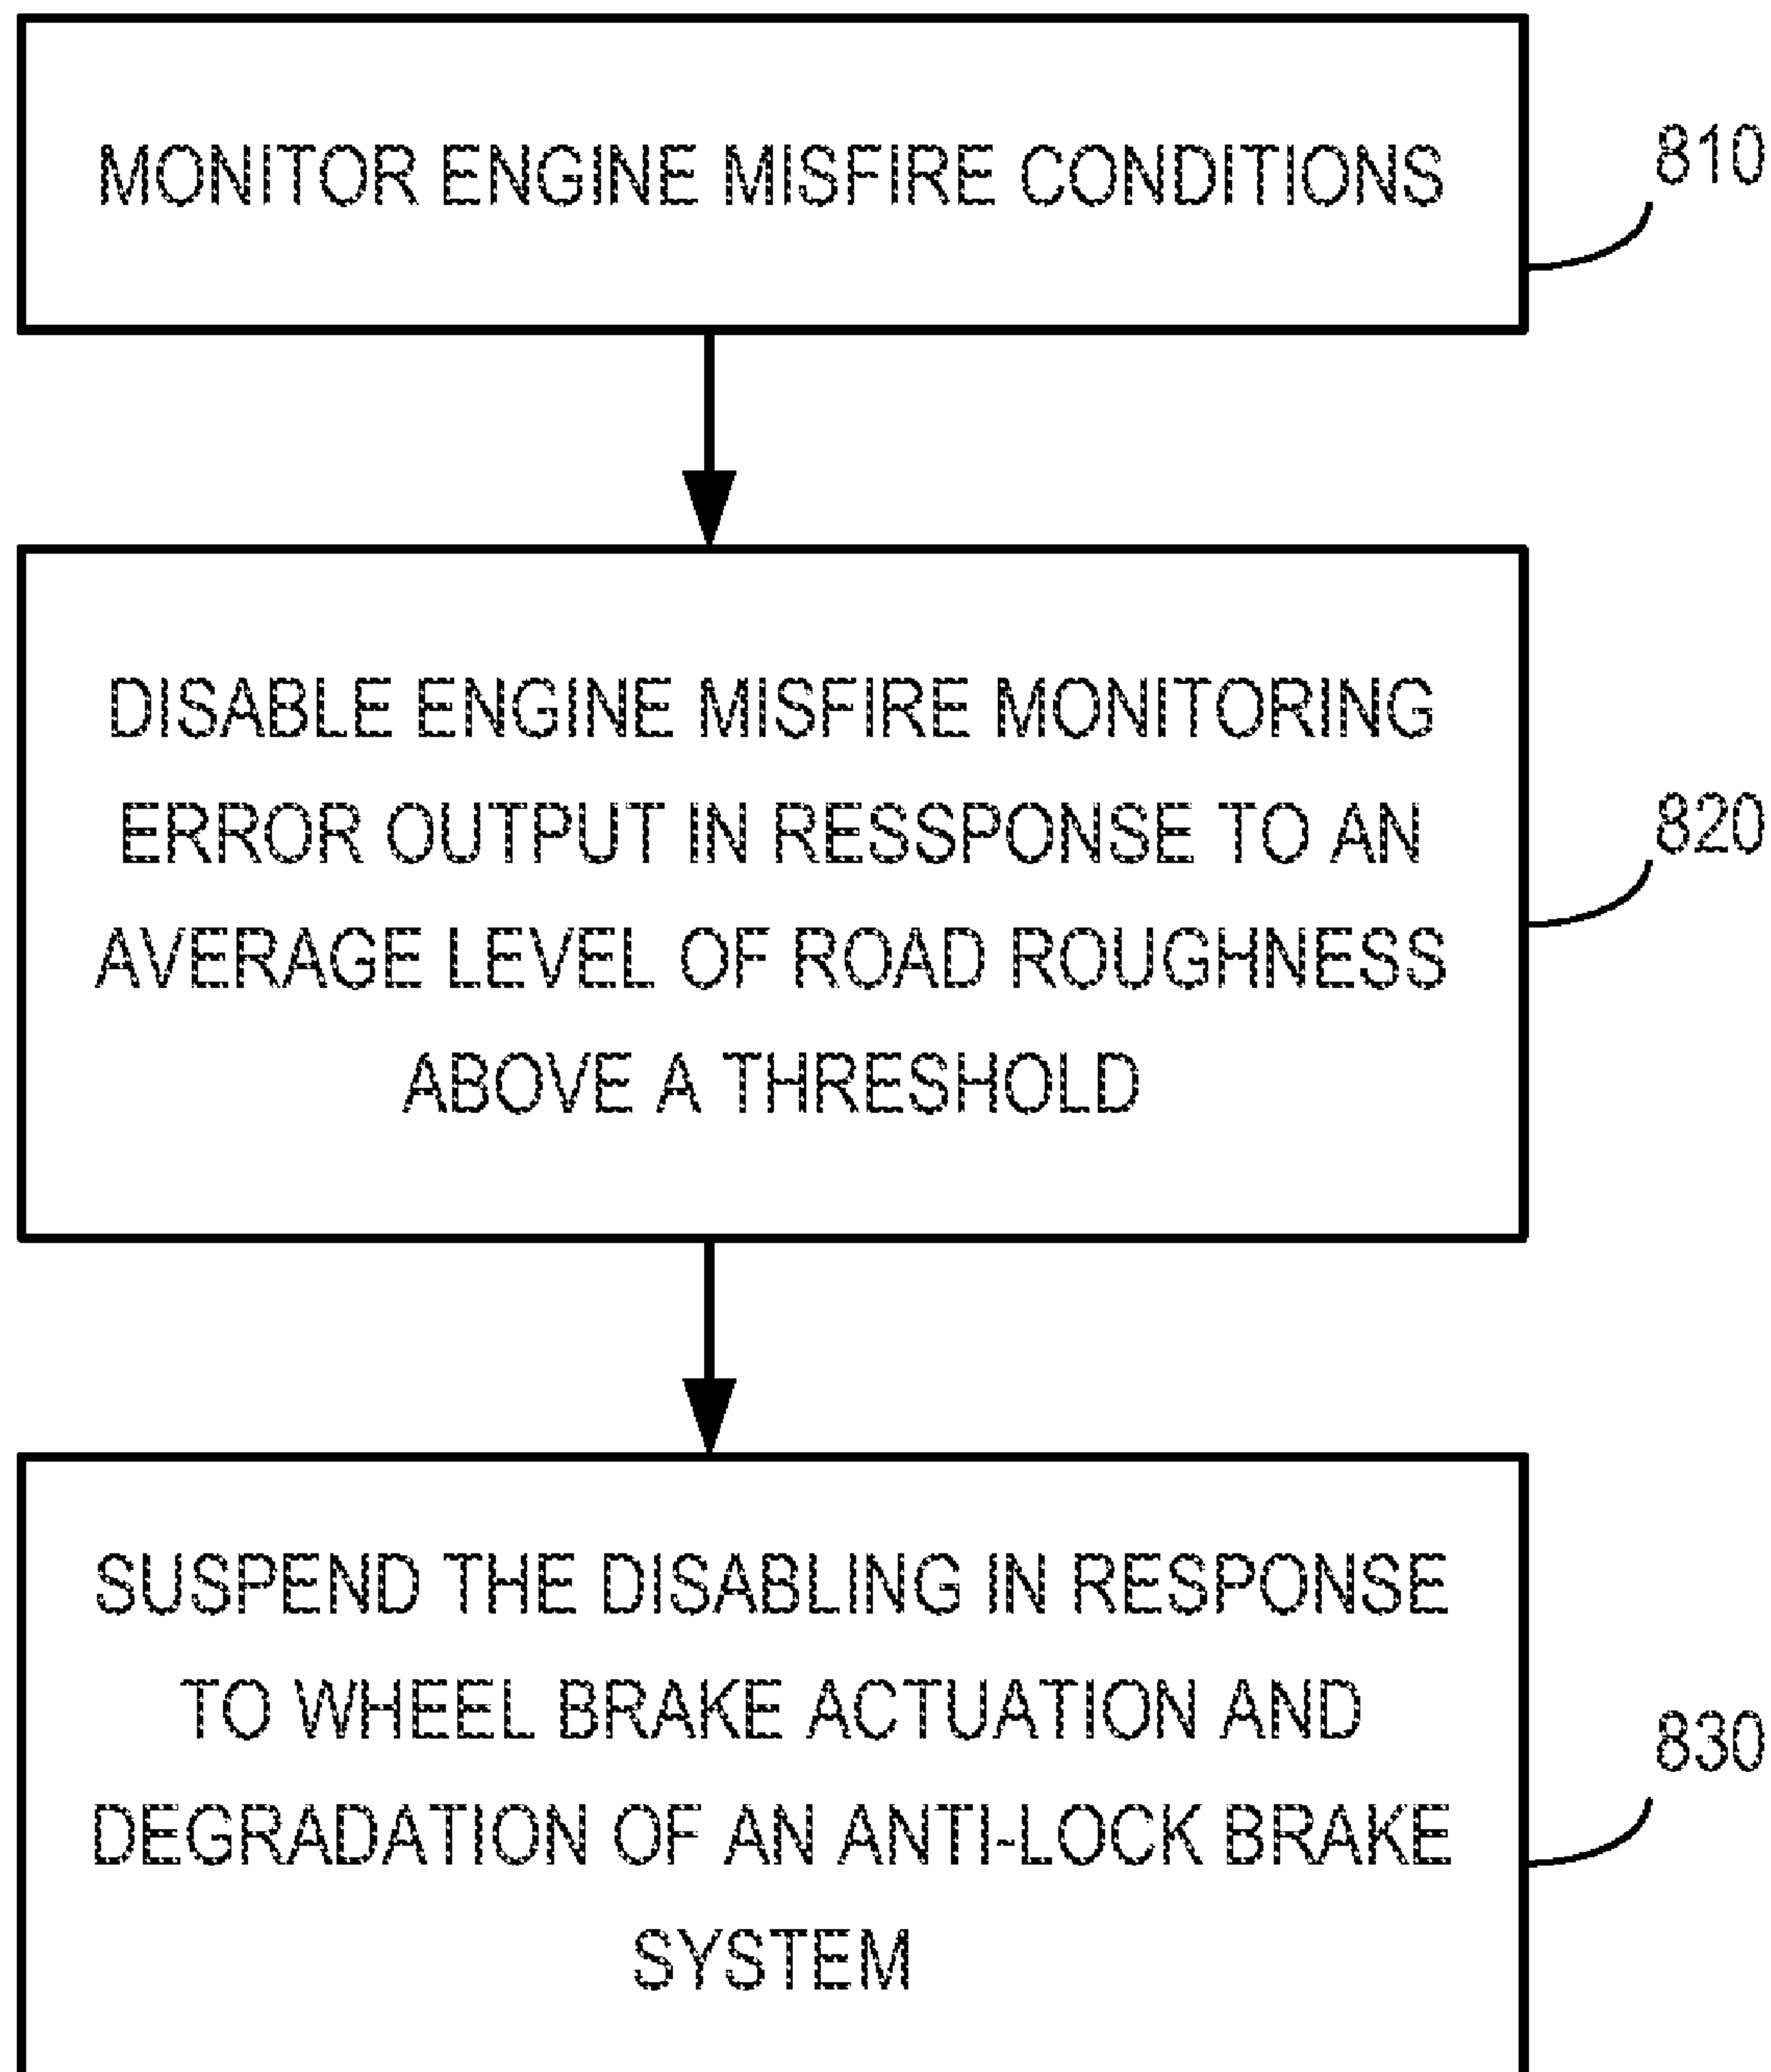 MONITOR ENGINE MISFIRE CONDITIONS
810
DISABLE ENGINE MISFIRE MONITORING
ERROR OUTPUT IN RESSPONSE TO AN
AVERAGE LEVEL OF ROAD ROUGHNESS
ABOVE A THRESHOLD
820
SUSPEND THE DISABLING IN RESPONSE
TO WHEEL BRAKE ACTUATION AND
DEGRADATION OF AN ANTI-LOCK BRAKE
SYSTEM
830